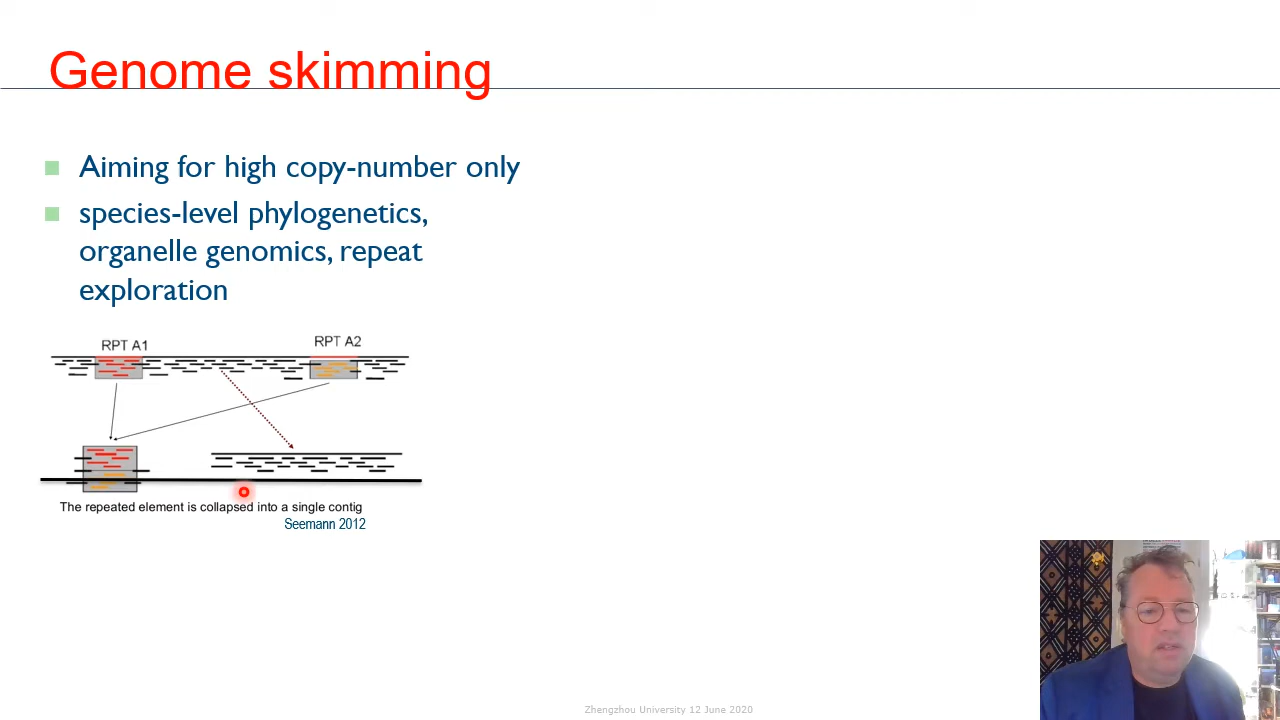 Genome skimming
Aiming for high copy-number only
species-level phylogenetics,
organelle genomics, repeat
exploration
RPT A1
RPT A2
The repeated element is collapsed into a single contig
Seemann 2012
Zhengzhou University 12 June 2020